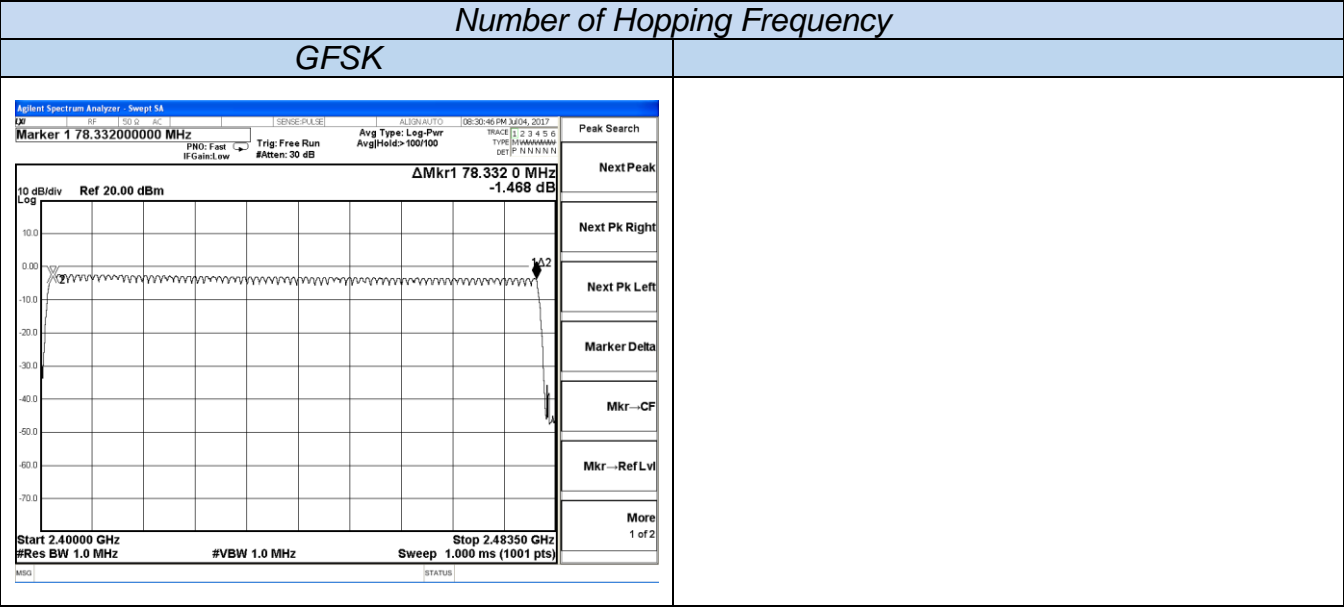 Number of Hopping Frequency
GFSK
Agilent Spectrum Analyzer - Swept SA
LXI RF 50 Ω AC SENSE:PULSE ALIGN AUTO 08:30:46 PM Jul 04, 2017
Marker 1 78.332000000 MHz
PNO: Fast
IFGain:Low
Trig: Free Run
#Atten: 30 dB
Avg Type: Log-Pwr
Avg|Hold:> 100/100
TRACE 1 2 3 4 5 6
TYPE M
DET P N N N N N
Peak Search
ΔMkr1 78.332 0 MHz
-1.468 dB
10 dB/div Ref 20.00 dBm
Log
10.0
0.00
-10.0
-20.0
-30.0
-40.0
-50.0
-60.0
-70.0
2
1Δ2
Start 2.40000 GHz Stop 2.48350 GHz
#Res BW 1.0 MHz #VBW 1.0 MHz Sweep 1.000 ms (1001 pts)
MSG STATUS
Next Peak
Next Pk Right
Next Pk Left
Marker Delta
Mkr→CF
Mkr→Ref Lvl
More
1 of 2